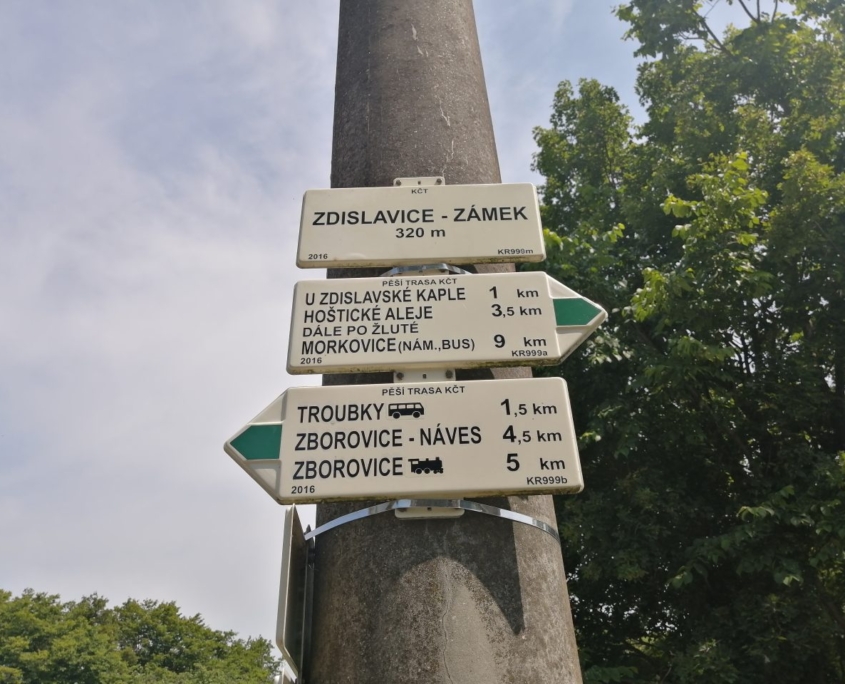 KČT
ZDISLAVICE - ZÁMEK
320 m
2016 KR999m
PĚŠÍ TRASA KČT
U ZDISLAVSKÉ KAPLE 1 km
HOŠTICKÉ ALEJE 3,5 km
DÁLE PO ŽLUTÉ
MORKOVICE (NÁM.,BUS) 9 km
2016 KR999a
PĚŠÍ TRASA KČT
TROUBKY 1,5 km
ZBOROVICE - NÁVES 4,5 km
ZBOROVICE 5 km
2016 KR999b